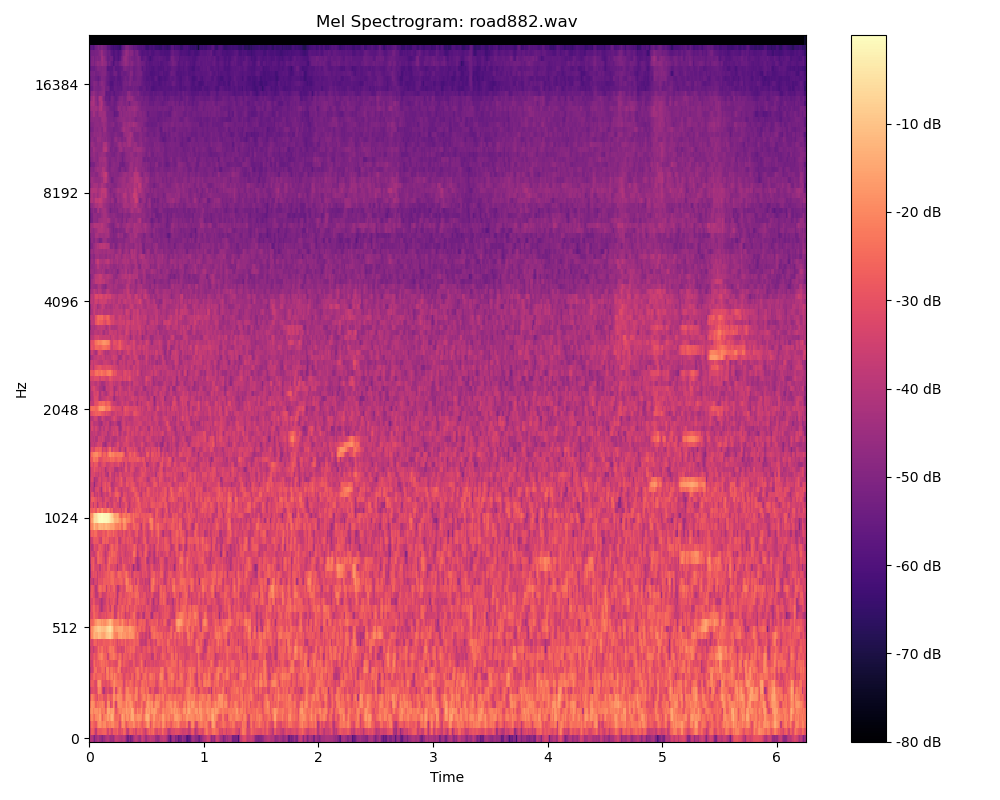 Mel Spectrogram: road882.wav
16384
8192
4096
2048
1024
512
0
Hz
0 1 2 3 4 5 6
Time
-10 dB
-20 dB
-30 dB
-40 dB
-50 dB
-60 dB
-70 dB
-80 dB